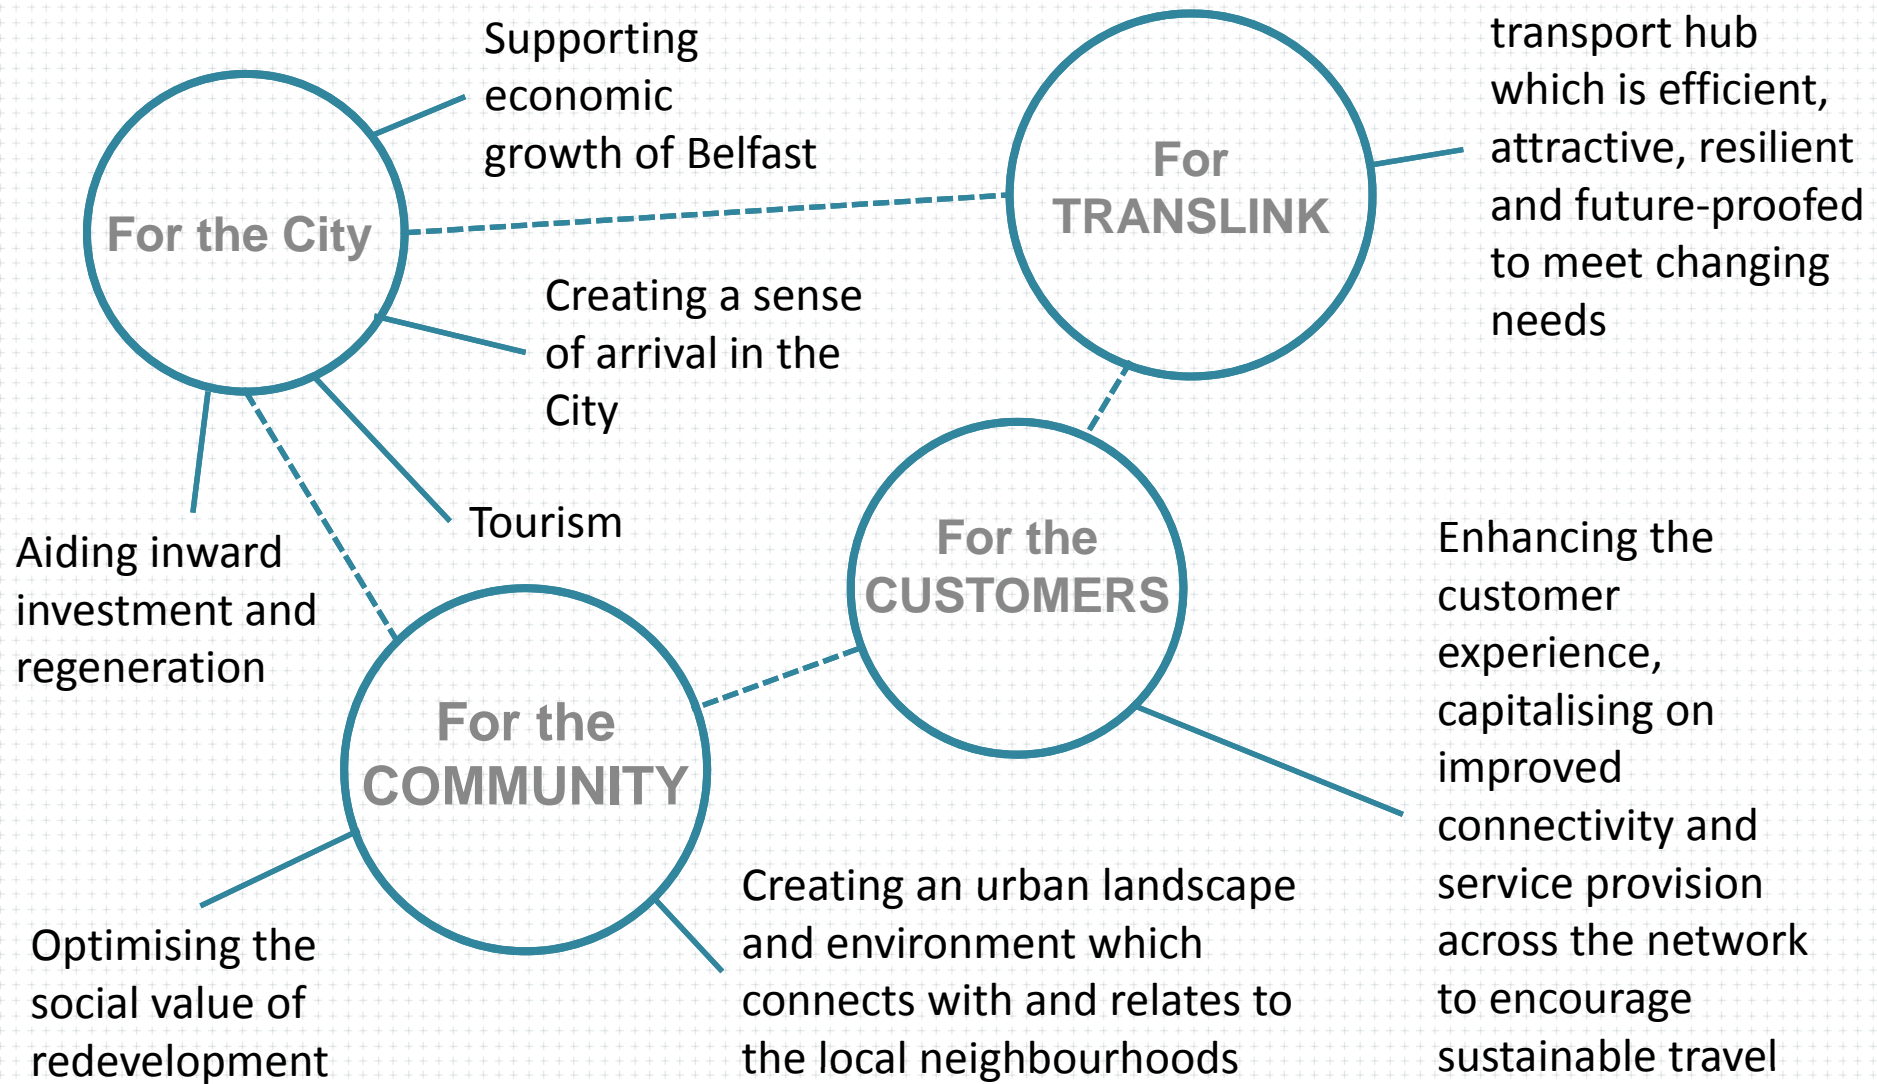 Supporting
economic
growth of Belfast
For the City
Creating a sense
of arrival in the
City
Tourism
Aiding inward
investment and
regeneration
For
TRANSLINK
transport hub
which is efficient,
attractive, resilient
and future-proofed
to meet changing
needs
For the
CUSTOMERS
Enhancing the
customer
experience,
capitalising on
improved
connectivity and
service provision
across the network
to encourage
sustainable travel
For the
COMMUNITY
Optimising the
social value of
redevelopment
Creating an urban landscape
and environment which
connects with and relates to
the local neighbourhoods